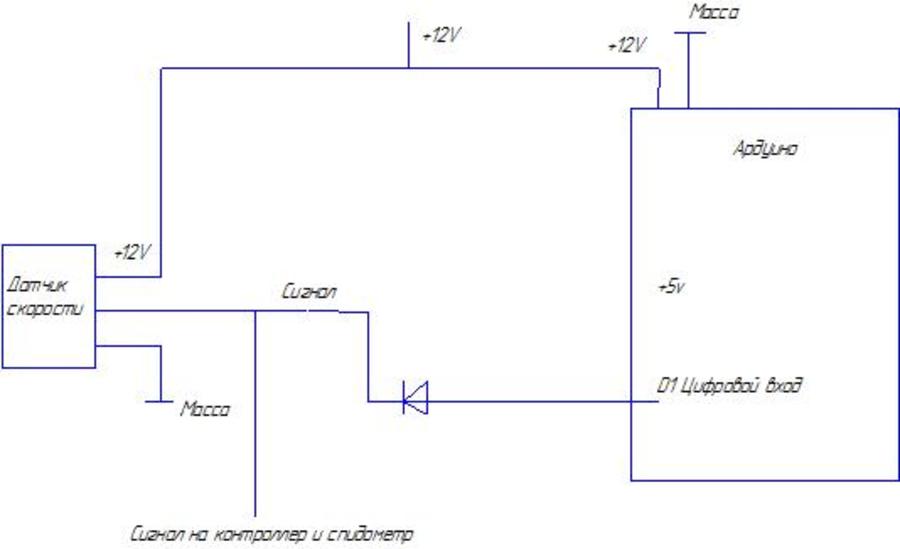 Масса
+12V
+12V
Ардуино
+12V
Датчик
скорости
Сигнал
+5v
D1 Цифровой вход
Масса
Сигнал на контроллер и спидометр